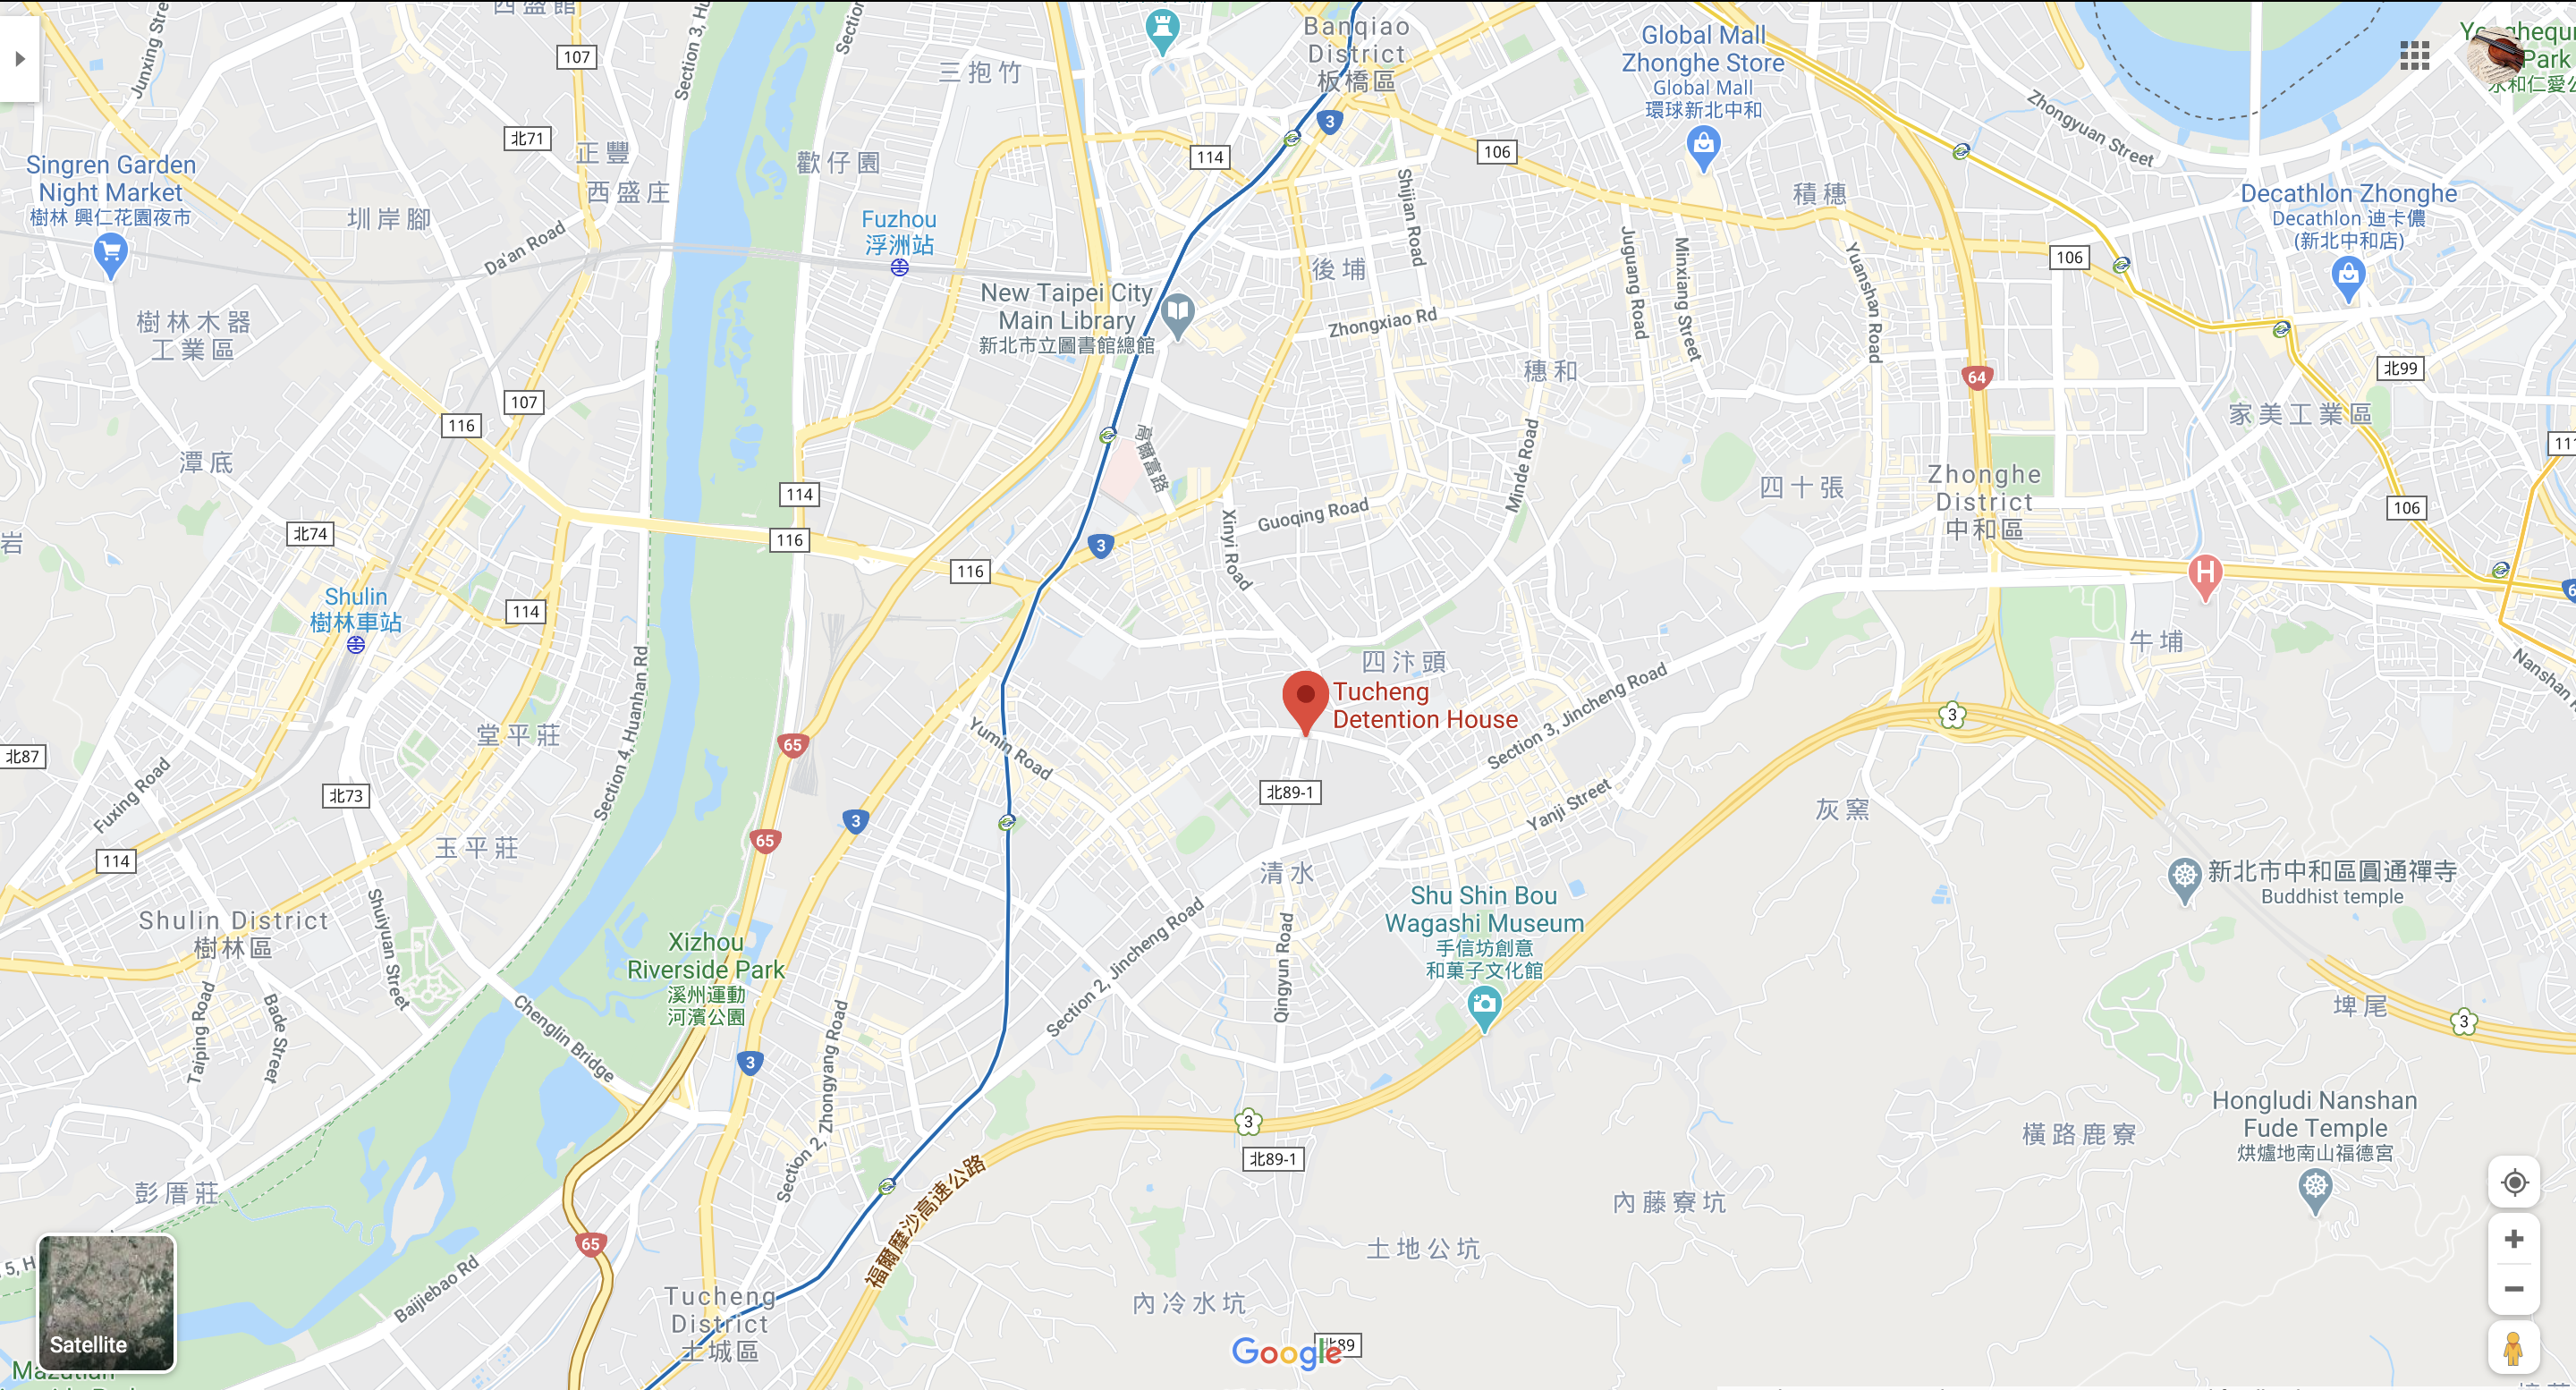 西盛館
Junxing Stre
107
Section 3, Hu
Section
三抱竹
Banqiao
District
板橋區
3
Global Mall
Zhonghe Store
Global Mall
環球新北中和
Park
Zhongyuan Street
北71
正豐
西盛庄
歡仔園
114
106
Singren Garden
Night Market
樹林 興仁花園夜市
圳岸腳
Da'an Road
Fuzhou
浮洲站
Shijian Road
積穗
Decathlon Zhonghe
Decathlon 迪卡儂
(新北中和店)
後埔
Juguang Road
Minxiang Street
Yuanshan Road
106
New Taipei City
Main Library
新北市立圖書館總館
樹林木器
工業區
Zhongxiao Rd
穗和
64
北99
107
116
家美工業區
111
潭底
高爾富路
Minde Road
四十張
Zhonghe
District
中和區
114
106
北74
116
3
Guoqing Road
Xinyi Road
116
岩
H
Shulin
樹林車站
114
牛埔
四汴頭
Nanshan R
Section 4, Huanhan Rd
Tucheng
Detention House
Section 3, Jincheng Road
3
堂平莊
65
Yumin Road
北87
Fuxing Road
北73
北89-1
Yanji Street
灰窯
3
65
玉平莊
114
清水
新北市中和區圓通禪寺
Buddhist temple
Shu Shin Bou
Wagashi Museum
手信坊創意
和菓子文化館
Shulin District
樹林區
Shuiyuan Street
Xizhou
Riverside Park
溪州運動
河濱公園
Section 2, Jincheng Road
Qingyun Road
Taiping Road
Bade Street
Chenglin Bridge
埤尾
3
3
Section 2, Zhongyang Road
3
北89-1
Hongludi Nanshan
Fude Temple
烘爐地南山福德宮
橫路鹿寮
彭厝莊
福爾摩沙高速公路
內藤寮坑
65
土地公坑
5, H
Baijiebao Rd
Tucheng
District
土城區
內冷水坑
Satellite
Google
北89